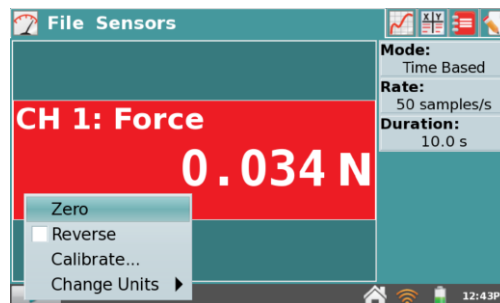 File Sensors
X Y
Mode:
Time Based
Rate:
50 samples/s
Duration:
10.0 s
CH 1: Force
0.034 N
Zero
Reverse
Calibrate...
Change Units
12:43P